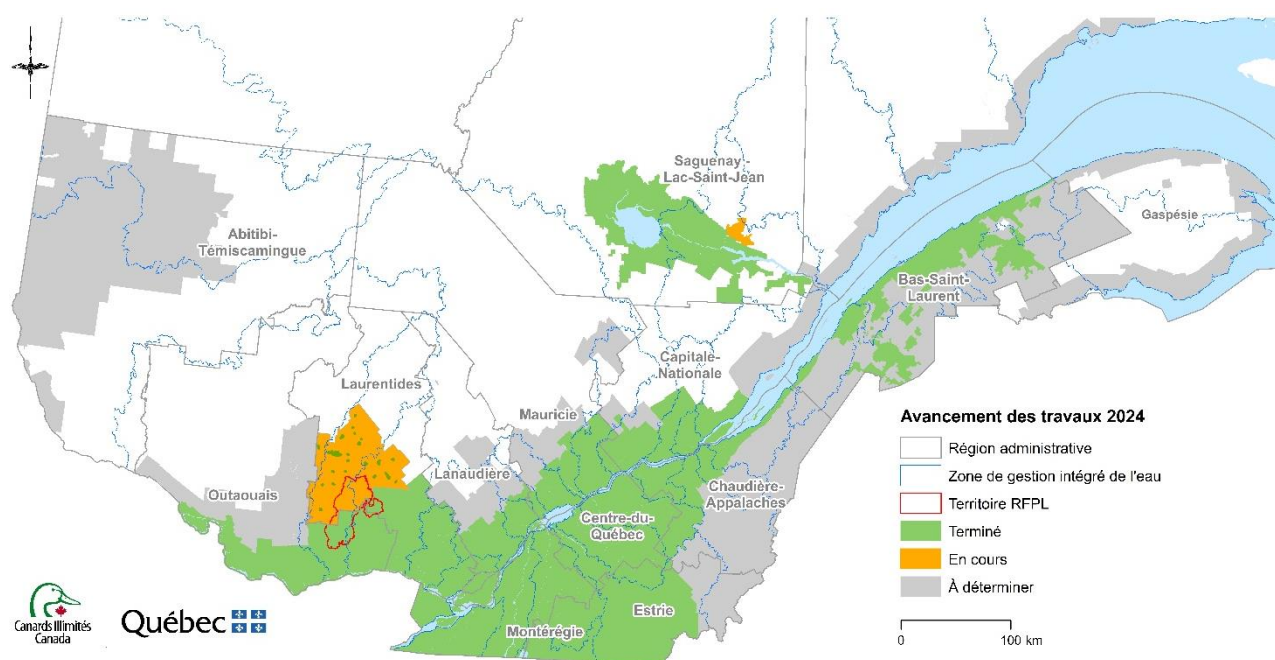 Saguenay -
Lac-Saint-Jean
Gaspésie
Abitibi-
Témiscamingue
Bas-Saint-
Laurent
Capitale-
Nationale
Laurentides
Mauricie
Lanaudière
Outaouais
Chaudière-
Appalaches
Centre-du-
Québec
Estrie
Montérégie
Avancement des travaux 2024
Région administrative
Zone de gestion intégré de l'eau
Territoire RFPL
Terminé
En cours
À déterminer
0 100 km
Canards Illimités
Canada
Québec